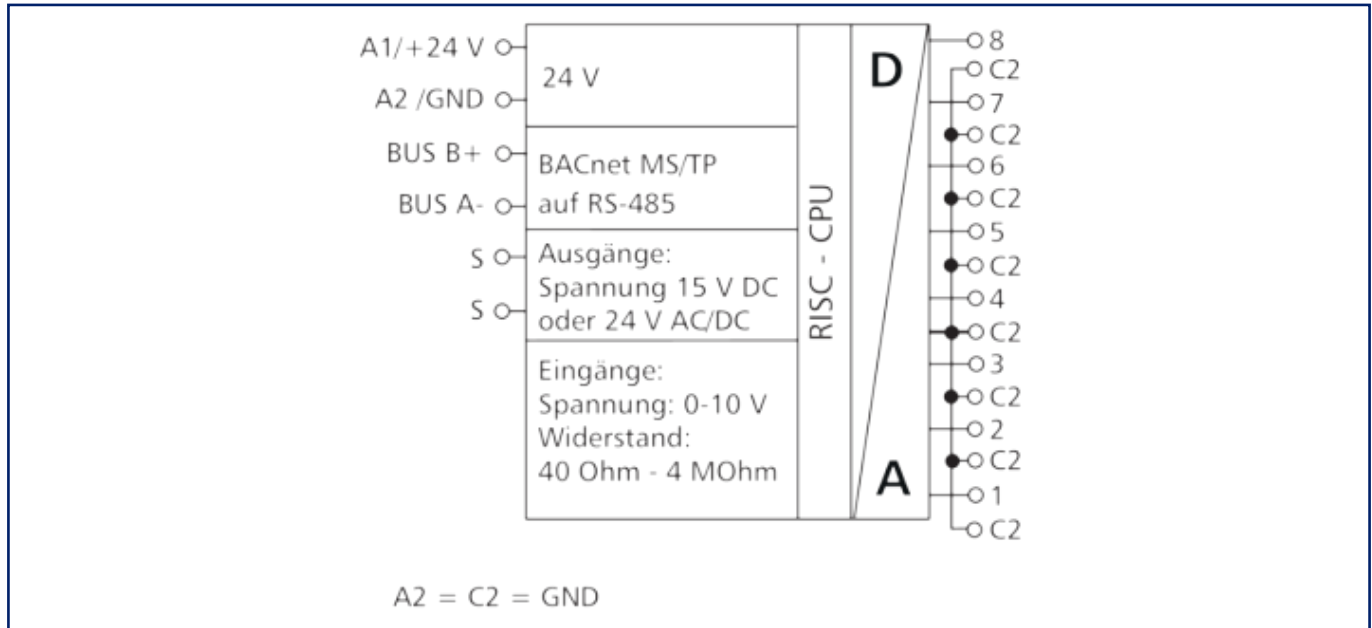 A1/+24 V
A2 /GND
BUS B+
BUS A-
S
S
24 V
BACnet MS/TP
auf RS-485
Ausgänge:
Spannung 15 V DC
oder 24 V AC/DC
Eingänge:
Spannung: 0-10 V
Widerstand:
40 Ohm - 4 MOhm
RISC - CPU
D
A
8
C2
7
C2
6
C2
5
C2
4
C2
3
C2
2
C2
1
C2
A2 = C2 = GND